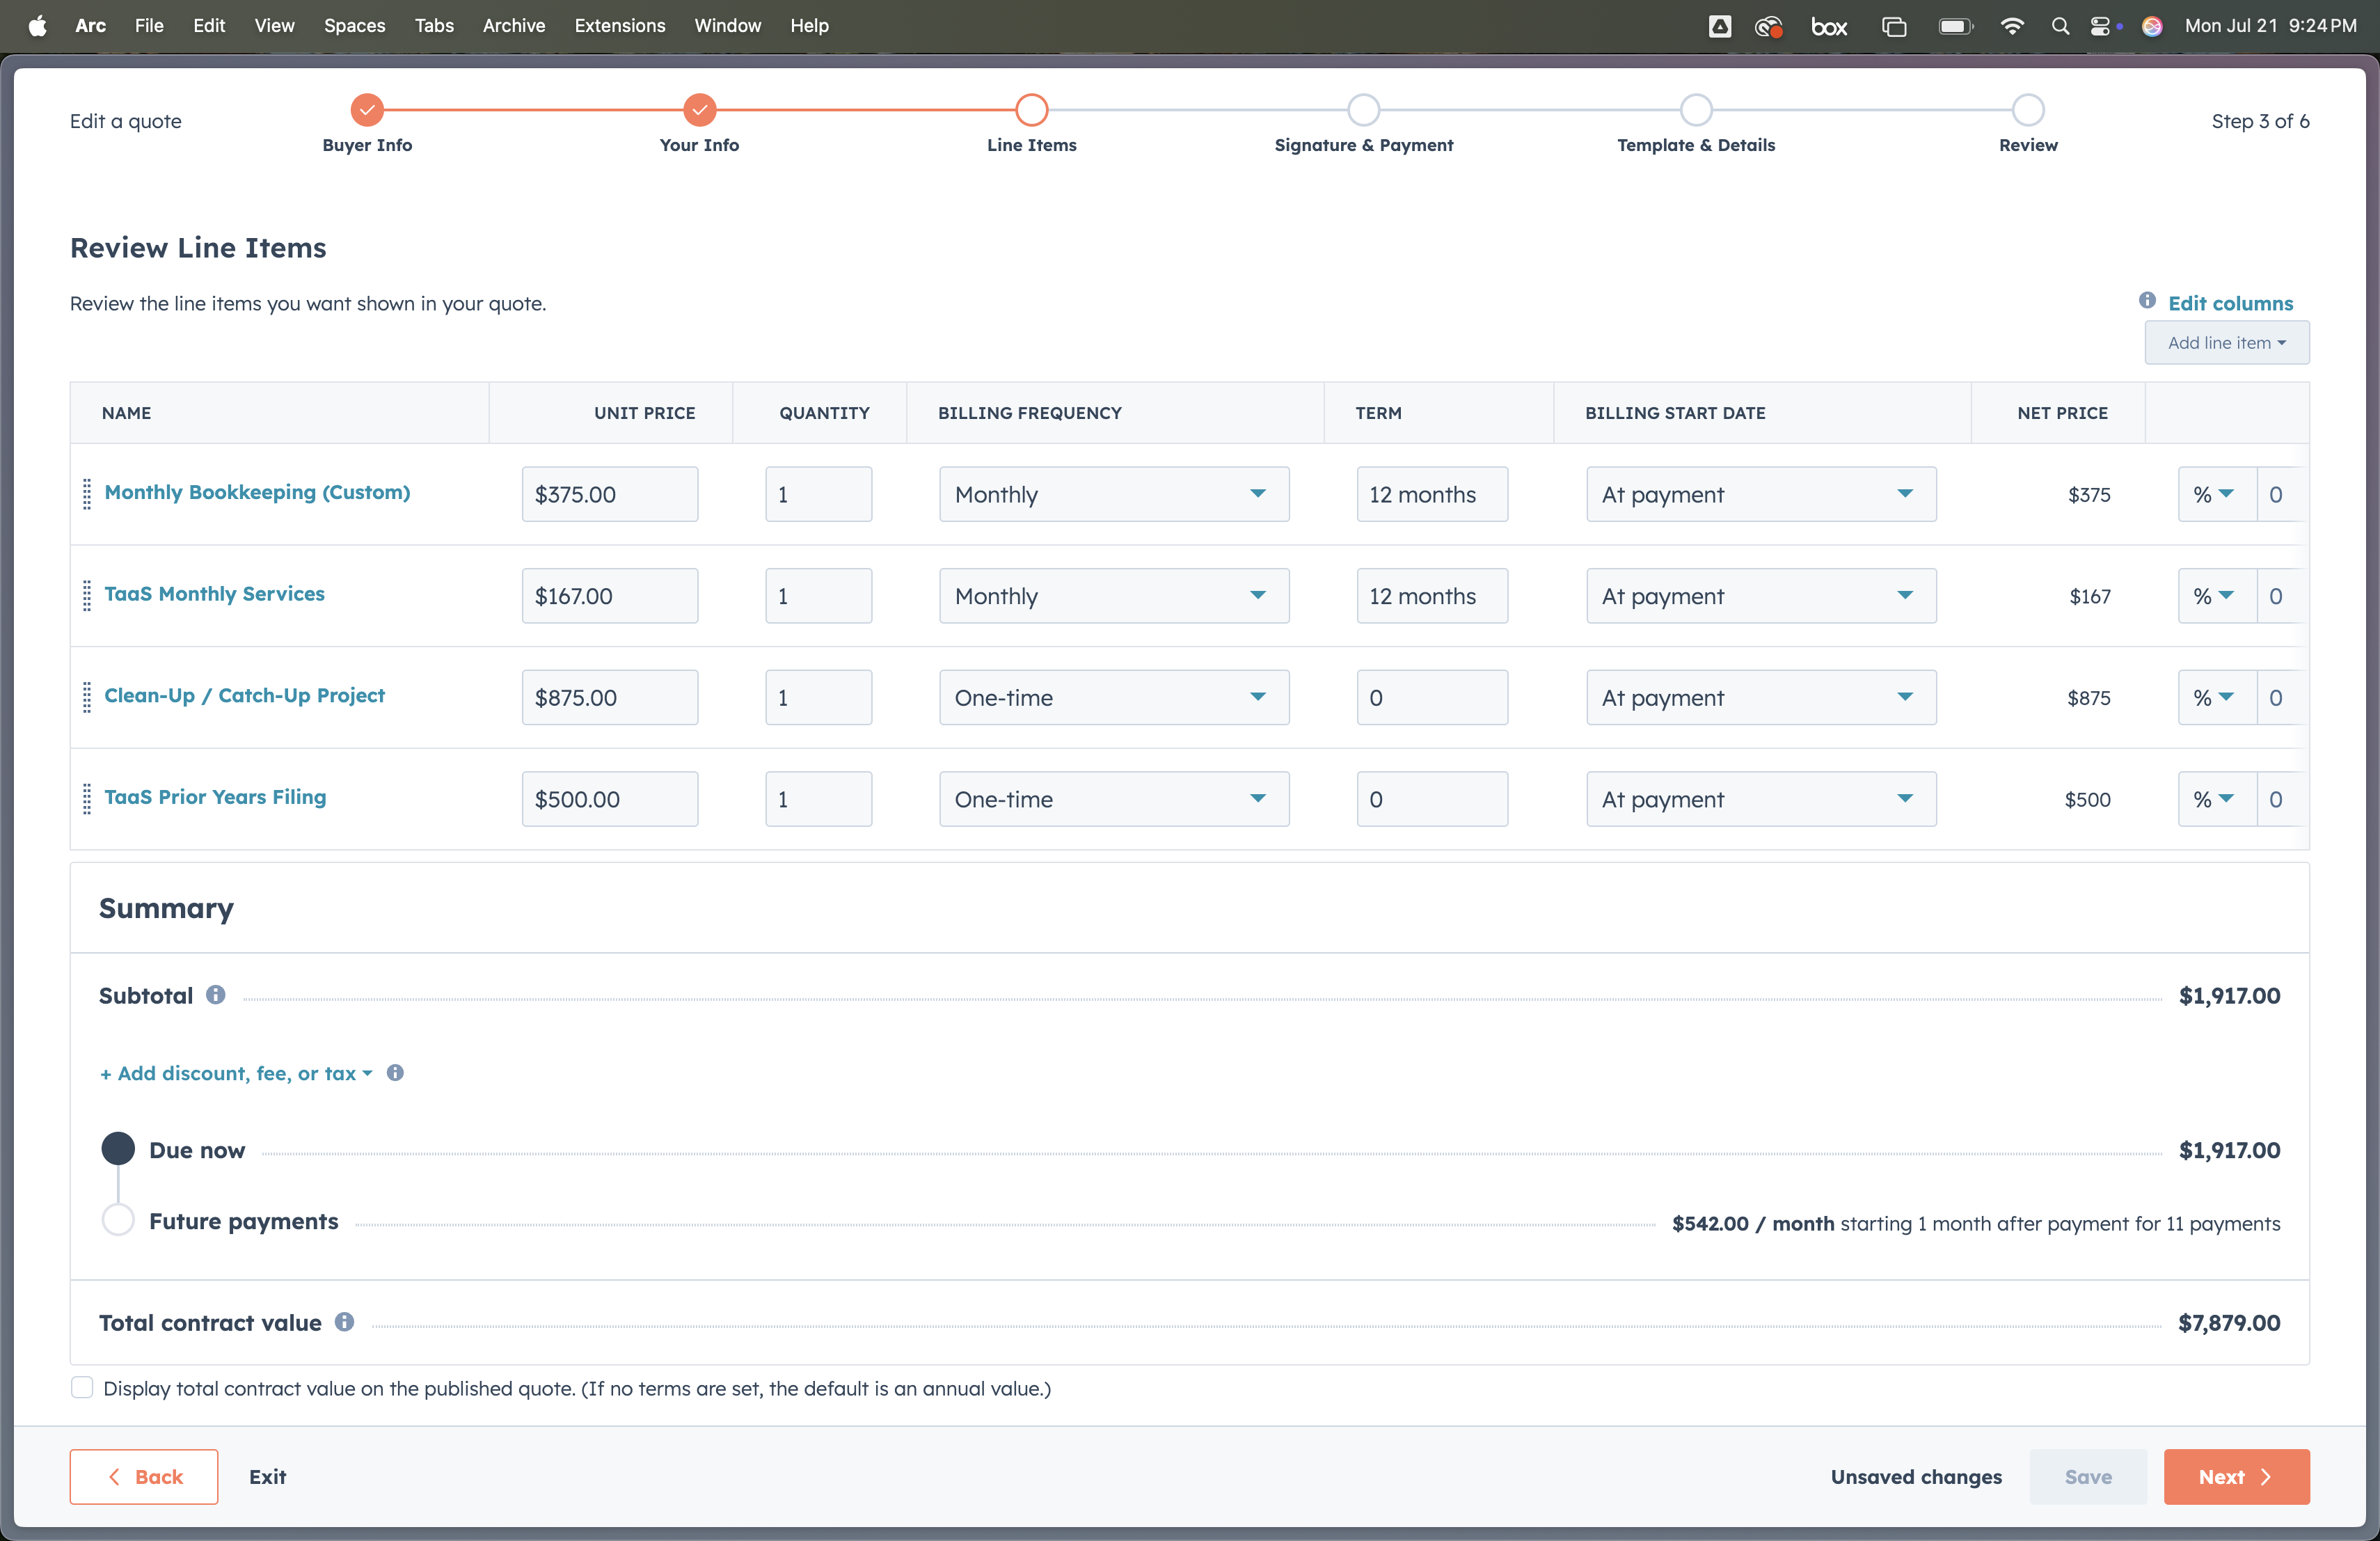 Arc File Edit View Spaces Tabs Archive Extensions Window Help box Mon Jul 21 9:24 PM
Edit a quote
Buyer Info
Your Info
Line Items
Signature & Payment
Template & Details
Review
Step 3 of 6
Review Line Items
Review the line items you want shown in your quote.
Edit columns
Add line item
NAME UNIT PRICE QUANTITY BILLING FREQUENCY TERM BILLING START DATE NET PRICE
Monthly Bookkeeping (Custom) $375.00 1 Monthly 12 months At payment $375 % 0
TaaS Monthly Services $167.00 1 Monthly 12 months At payment $167 % 0
Clean-Up / Catch-Up Project $875.00 1 One-time 0 At payment $875 % 0
TaaS Prior Years Filing $500.00 1 One-time 0 At payment $500 % 0
Summary
Subtotal $1,917.00
+ Add discount, fee, or tax
Due now $1,917.00
Future payments $542.00 / month starting 1 month after payment for 11 payments
Total contract value $7,879.00
Display total contract value on the published quote. (If no terms are set, the default is an annual value.)
Back Exit Unsaved changes Save Next